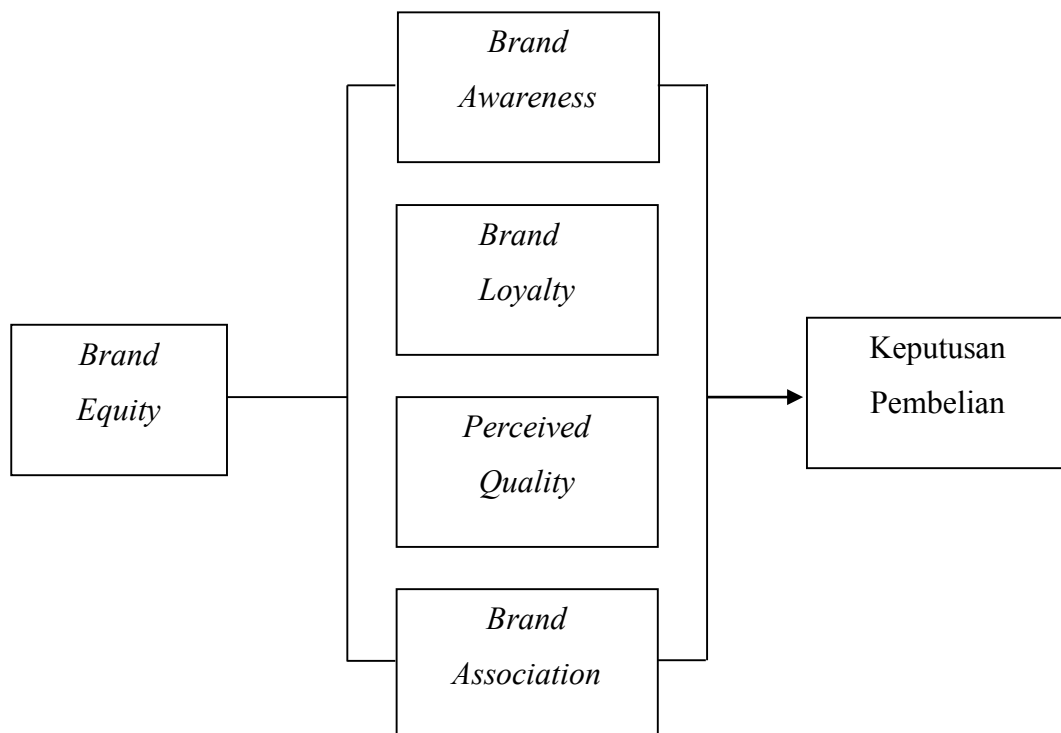 Brand
Awareness
Brand
Loyalty
Brand
Equity
Perceived
Quality
Keputusan
Pembelian
Brand
Association